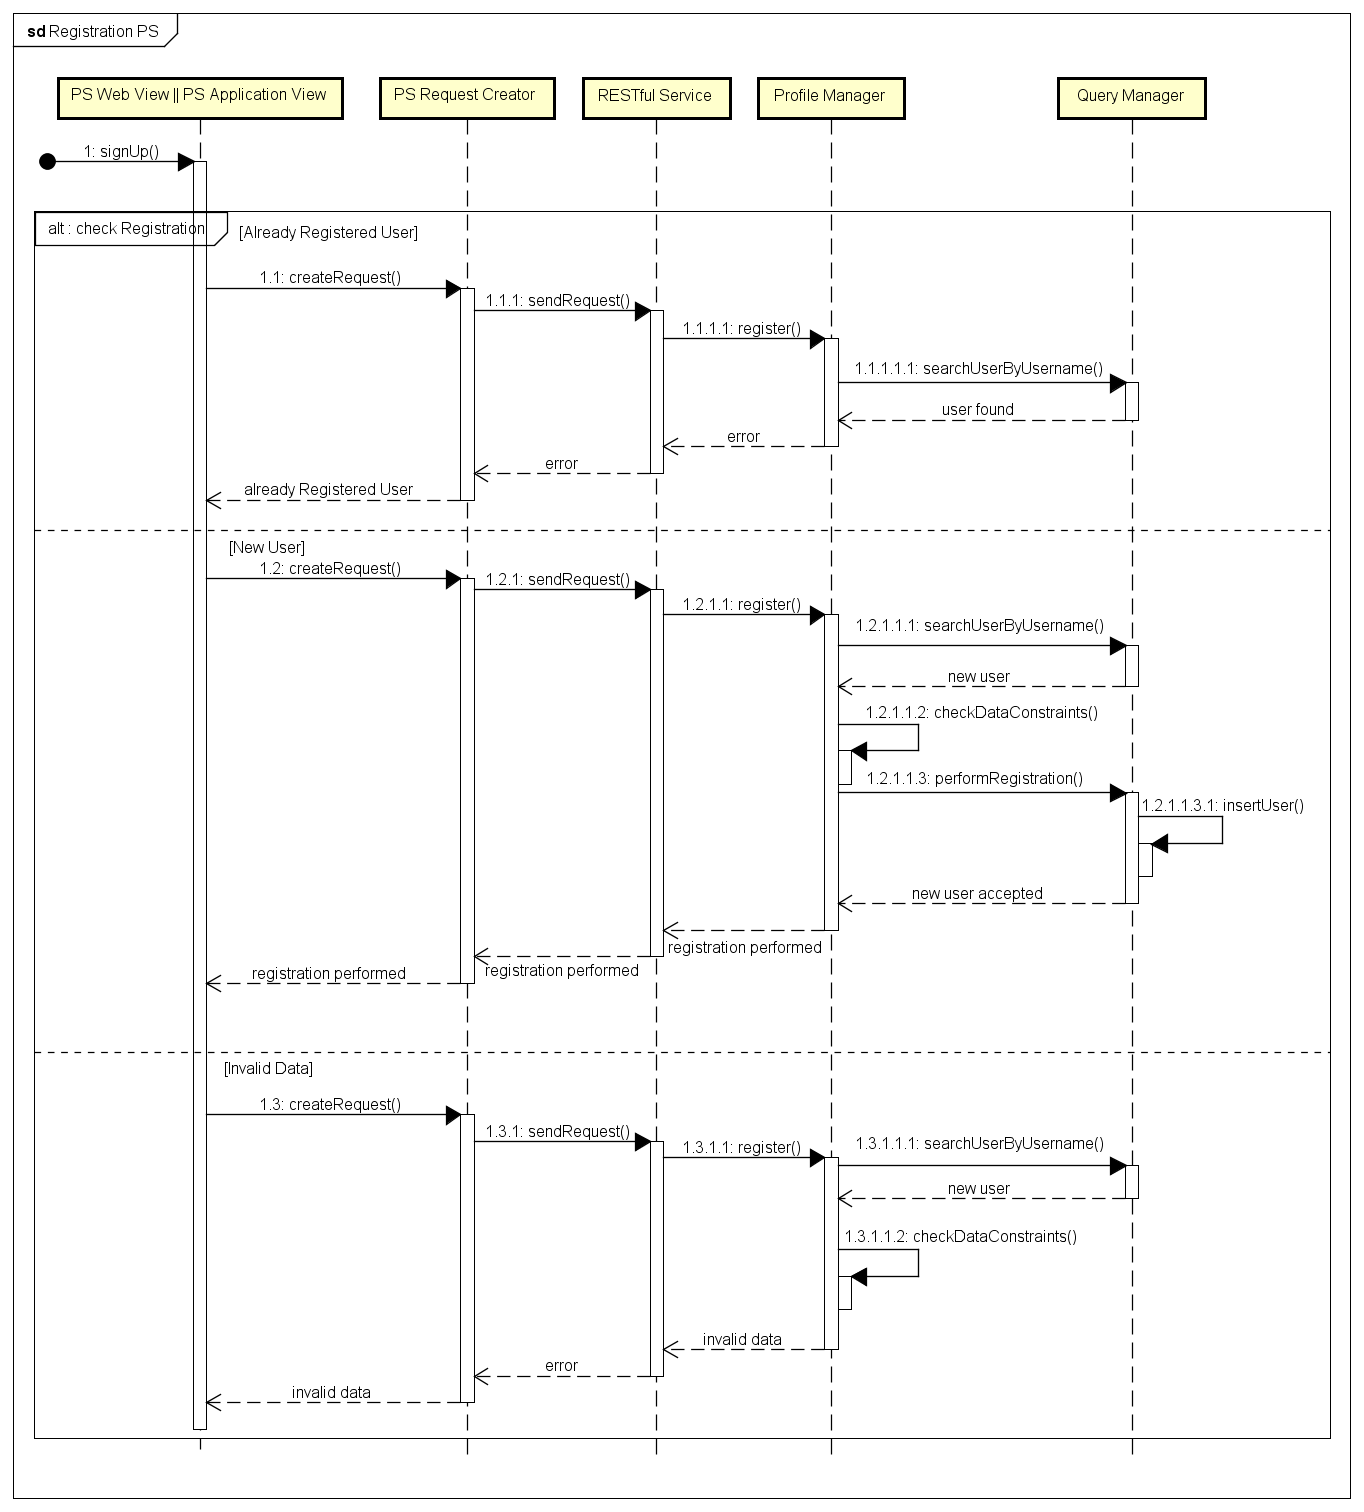 sd Registration PS
PS Web View || PS Application View
PS Request Creator
RESTful Service
Profile Manager
Query Manager
1: signUp()
alt : check Registration
[Already Registered User]
1.1: createRequest()
1.1.1: sendRequest()
1.1.1.1: register()
1.1.1.1.1: searchUserByUsername()
user found
error
error
already Registered User
[New User]
1.2: createRequest()
1.2.1: sendRequest()
1.2.1.1: register()
1.2.1.1.1: searchUserByUsername()
new user
1.2.1.1.2: checkDataConstraints()
1.2.1.1.3: performRegistration()
1.2.1.1.3.1: insertUser()
new user accepted
registration performed
registration performed
registration performed
[Invalid Data]
1.3: createRequest()
1.3.1: sendRequest()
1.3.1.1: register()
1.3.1.1.1: searchUserByUsername()
new user
1.3.1.1.2: checkDataConstraints()
invalid data
error
invalid data